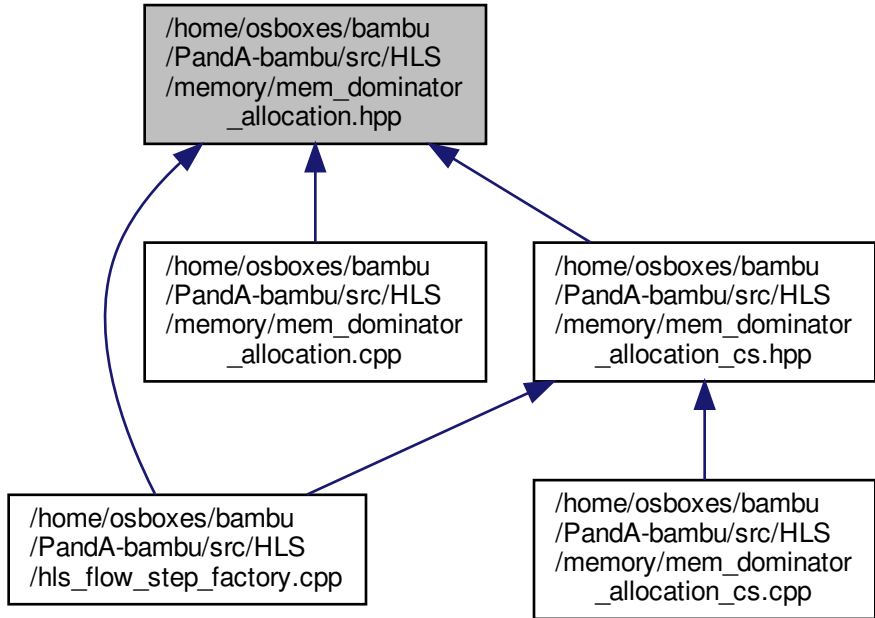 /home/osboxes/bambu
/PandA-bambu/src/HLS
/memory/mem_dominator
_allocation.hpp
/home/osboxes/bambu
/PandA-bambu/src/HLS
/memory/mem_dominator
_allocation.cpp
/home/osboxes/bambu
/PandA-bambu/src/HLS
/memory/mem_dominator
_allocation_cs.hpp
/home/osboxes/bambu
/PandA-bambu/src/HLS
/hls_flow_step_factory.cpp
/home/osboxes/bambu
/PandA-bambu/src/HLS
/memory/mem_dominator
_allocation_cs.cpp